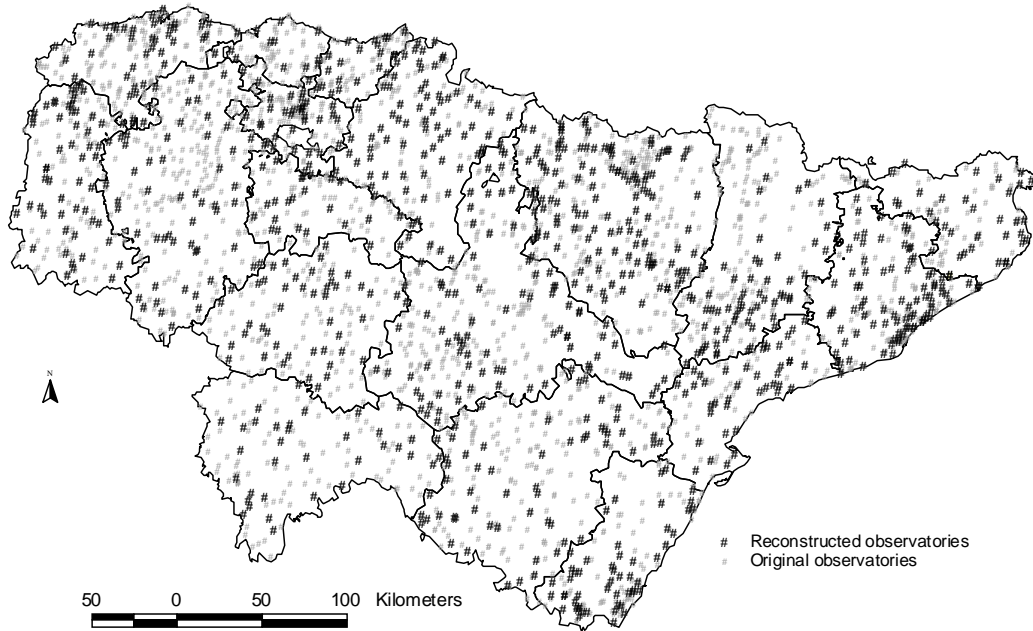 N
# Reconstructed observatories
# Original observatories
50 0 50 100 Kilometers